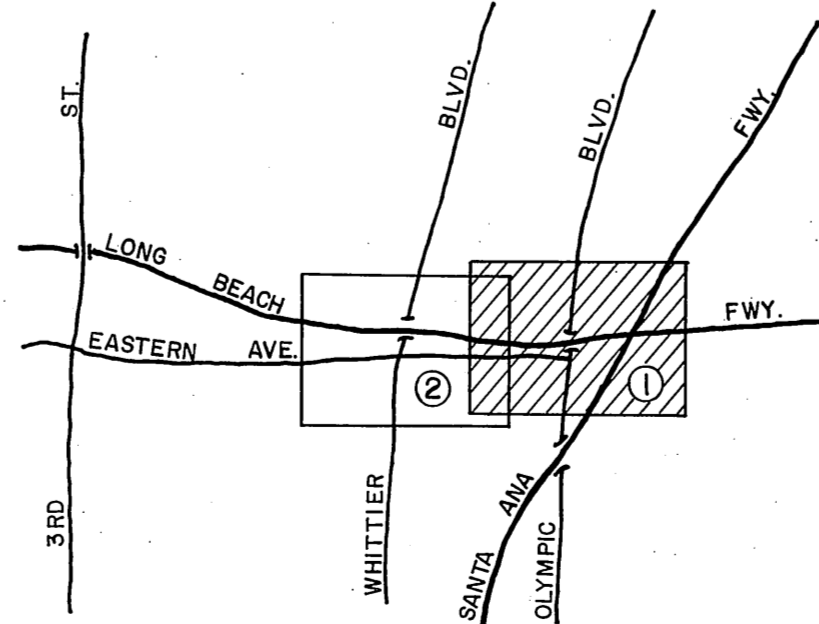 3RD ST.
LONG BEACH FWY.
EASTERN AVE.
WHITTIER BLVD.
OLYMPIC BLVD.
SANTA ANA FWY.
①
②